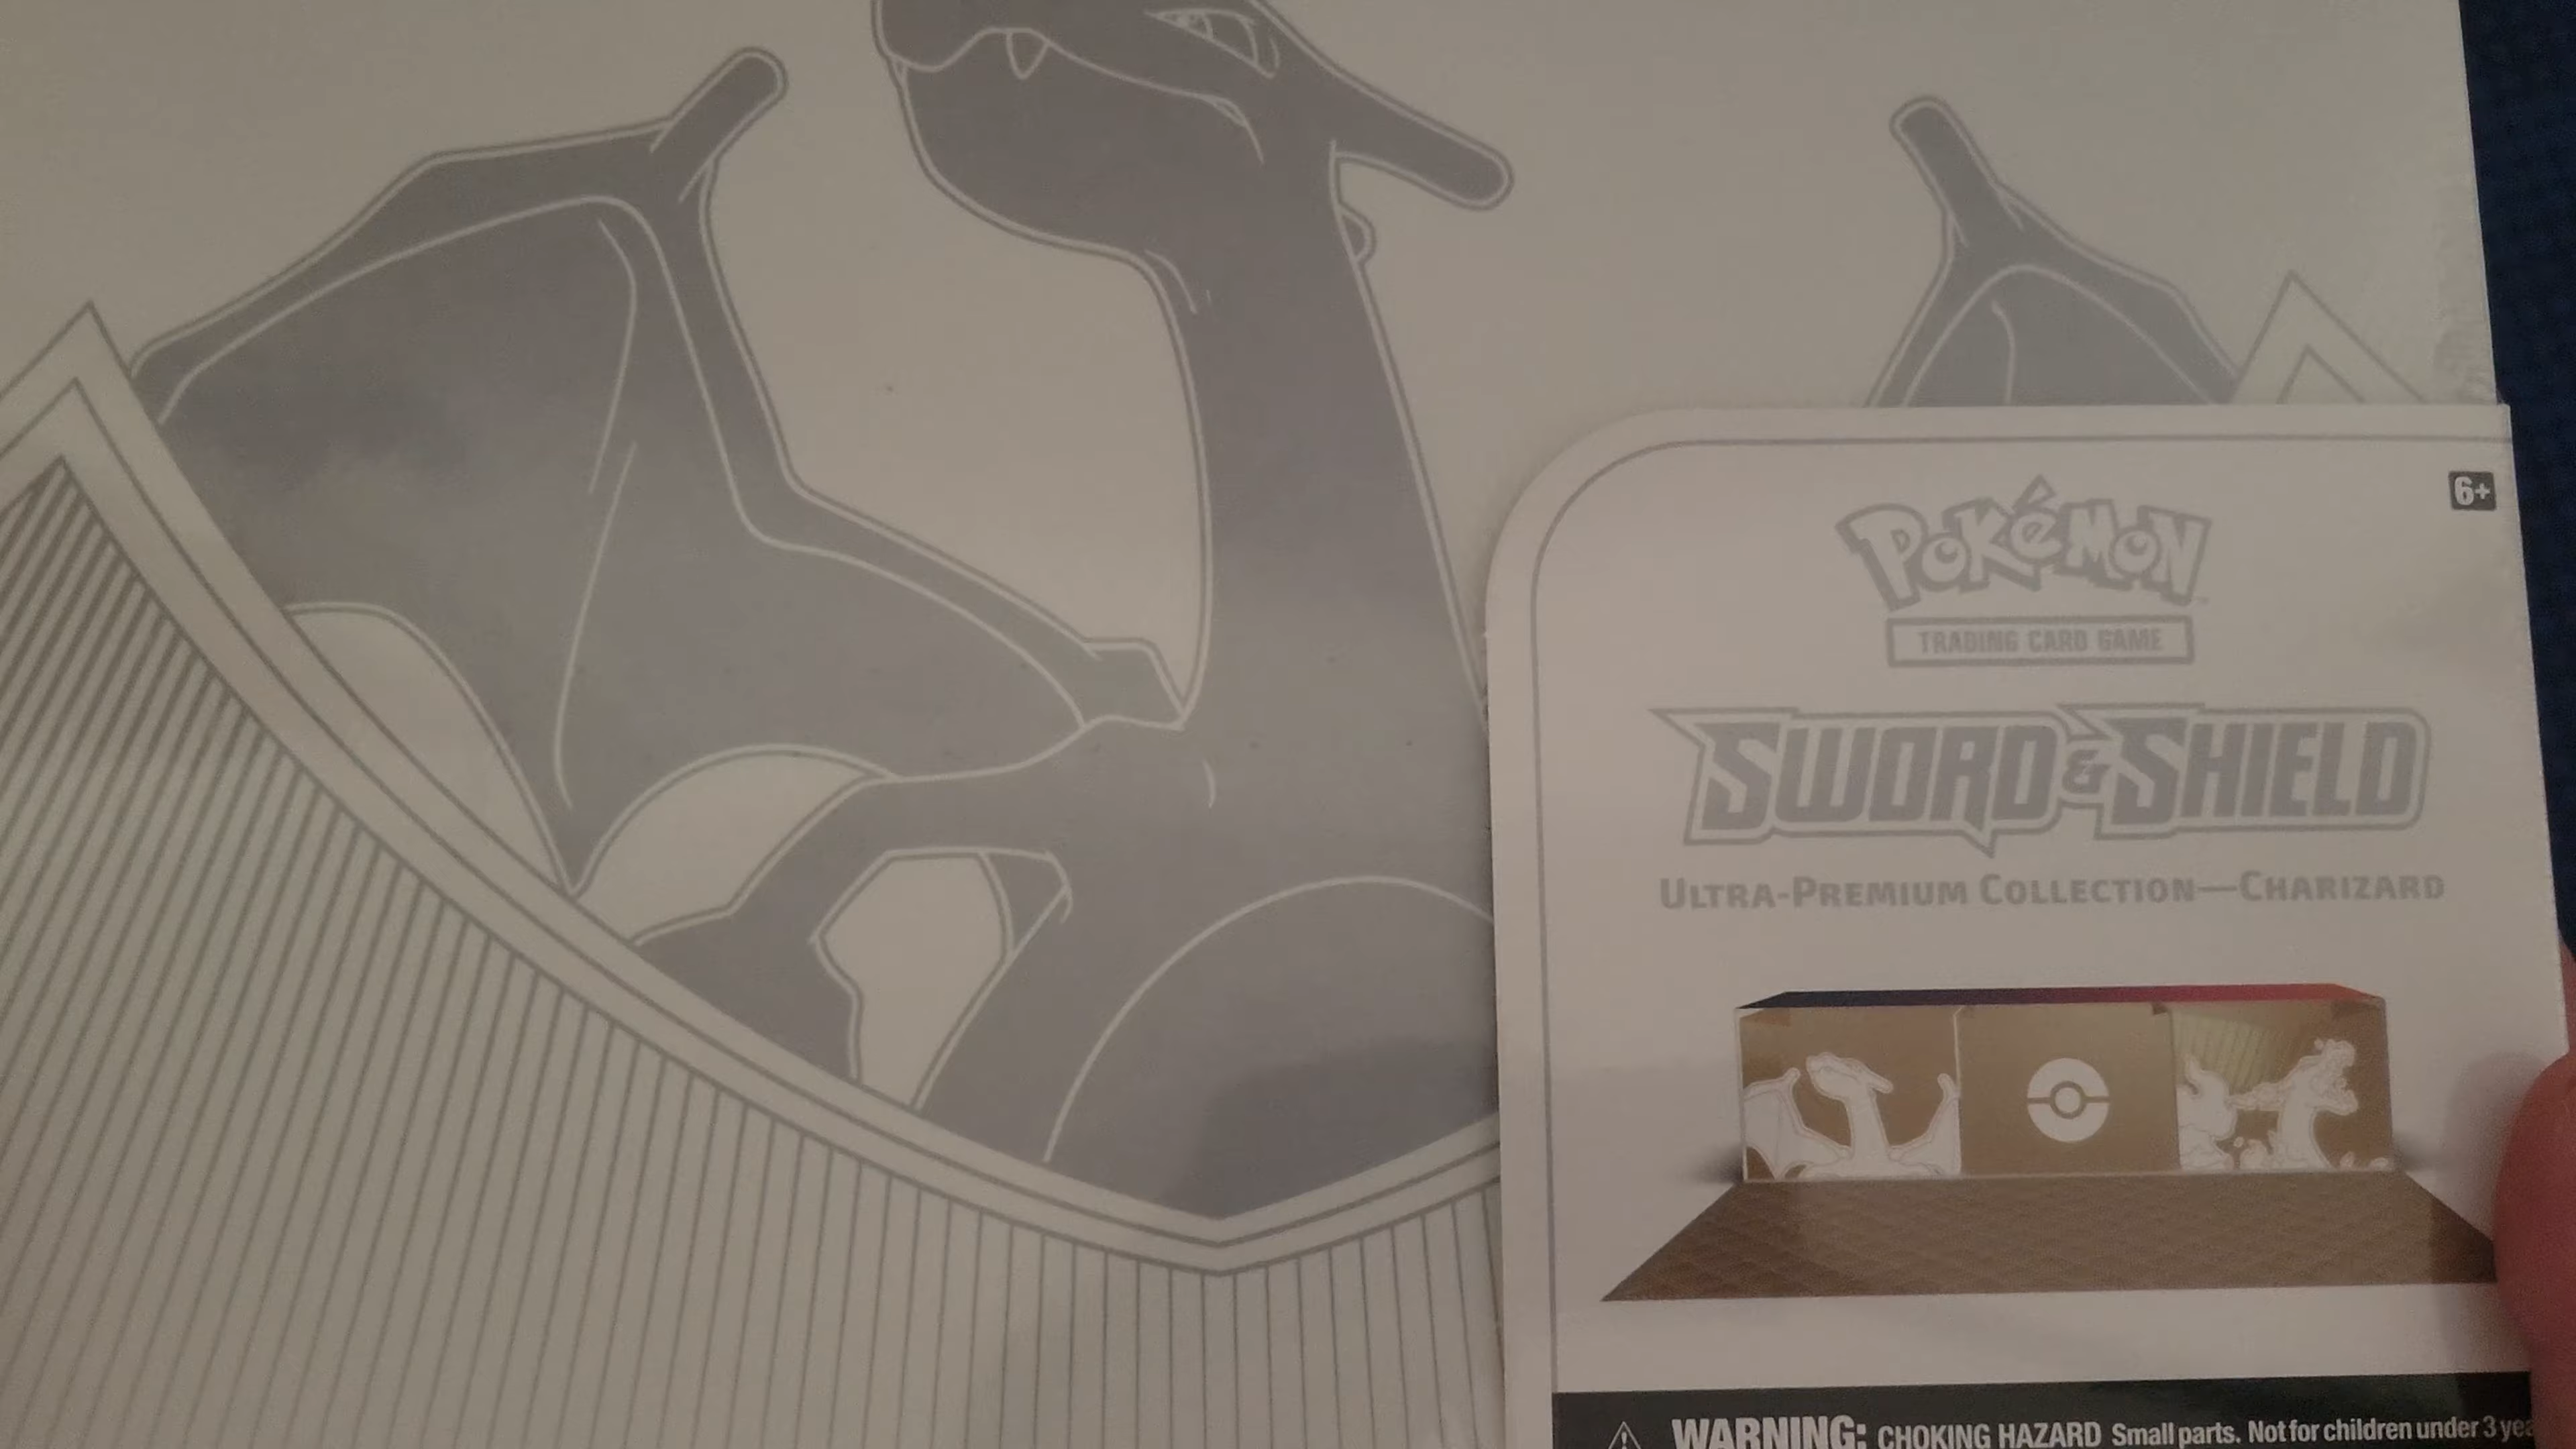 6+
POKéMON
TRADING CARD GAME
SWORD & SHIELD
ULTRA-PREMIUM COLLECTION—CHARIZARD
WARNING: CHOKING HAZARD Small parts. Not for children under 3